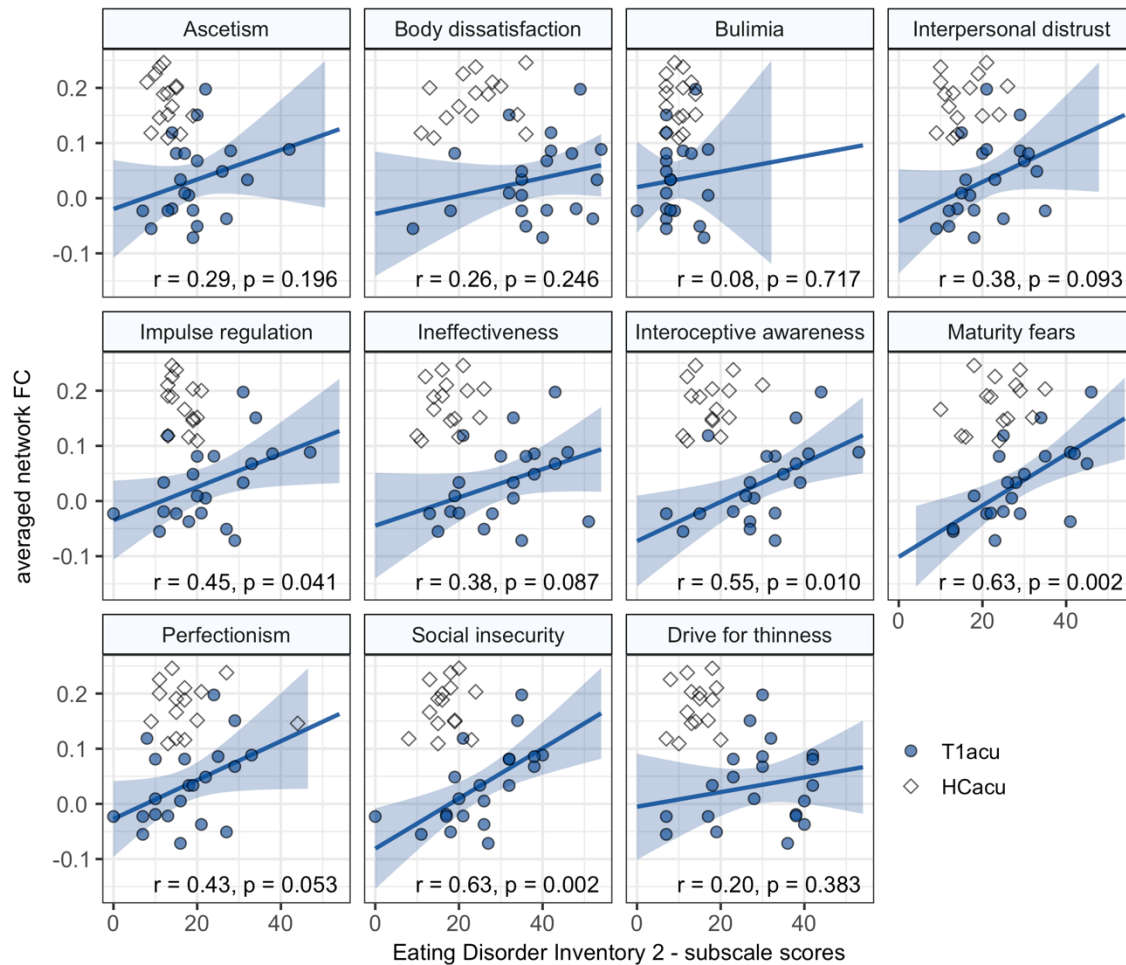 Ascetism
Body dissatisfaction
Bulimia
Interpersonal distrust
0.2
0.1
0.0
-0.1
r = 0.29, p = 0.196
r = 0.26, p = 0.246
r = 0.08, p = 0.717
r = 0.38, p = 0.093
Impulse regulation
Ineffectiveness
Interoceptive awareness
Maturity fears
averaged network FC
0.2
0.1
0.0
-0.1
r = 0.45, p = 0.041
r = 0.38, p = 0.087
r = 0.55, p = 0.010
r = 0.63, p = 0.002
0 20 40
Perfectionism
Social insecurity
Drive for thinness
0.2
0.1
0.0
-0.1
r = 0.43, p = 0.053
r = 0.63, p = 0.002
r = 0.20, p = 0.383
T1acu
HCacu
0 20 40
0 20 40
0 20 40
Eating Disorder Inventory 2 - subscale scores